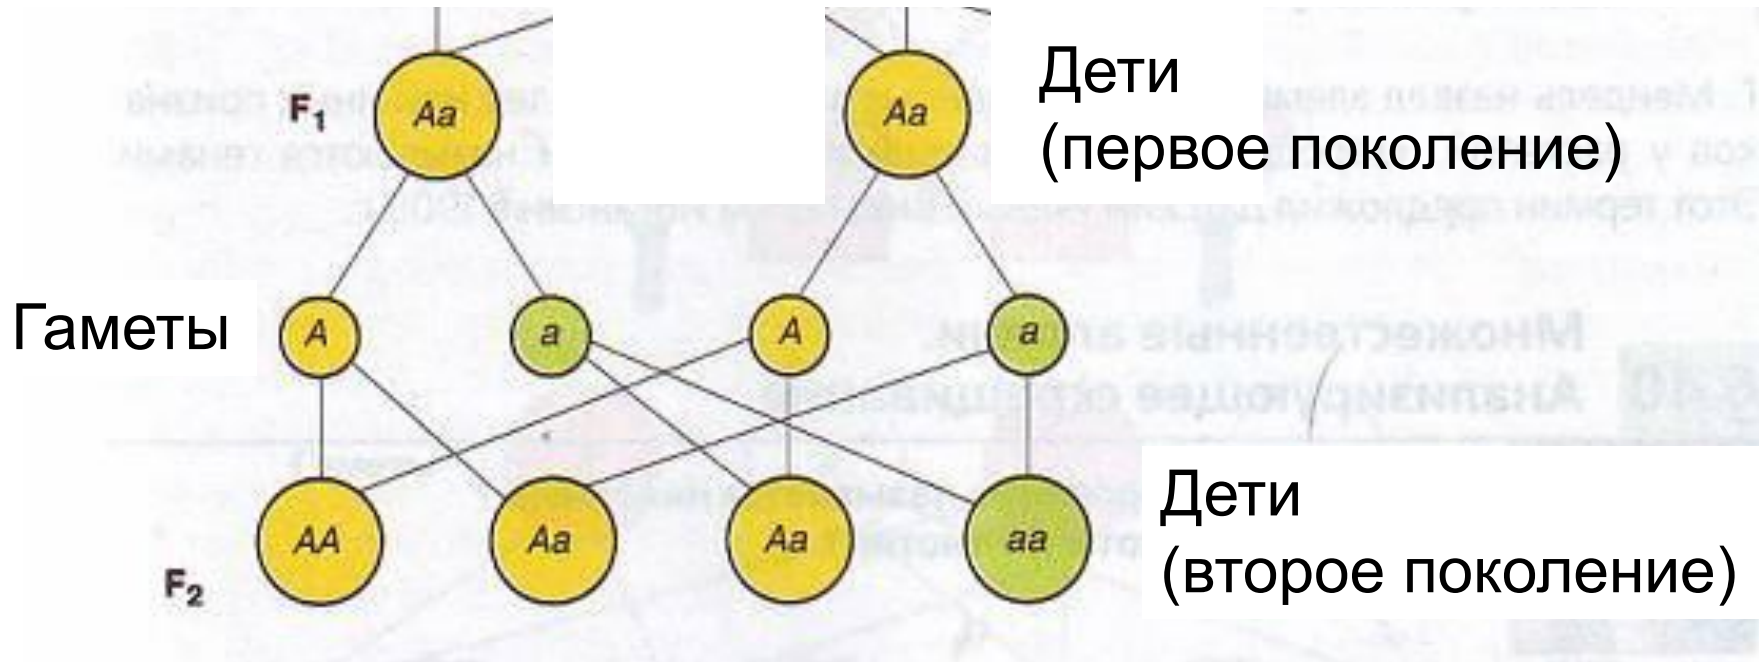 Дети
F1
Aa
Aa
(первое поколение)
Гаметы
A
a
A
a
Дети
AA
Aa
Aa
aa
(второе поколение)
F2